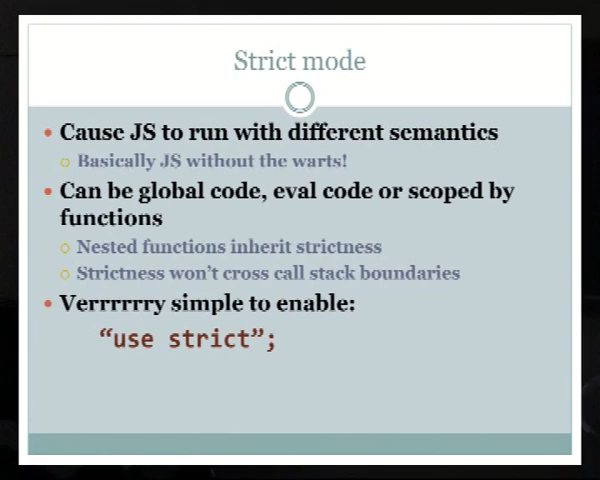 Strict mode
• Cause JS to run with different semantics
o Basically JS without the warts!
• Can be global code, eval code or scoped by
functions
o Nested functions inherit strictness
o Strictness won’t cross call stack boundaries
• Verrrrrry simple to enable:
“use strict”;